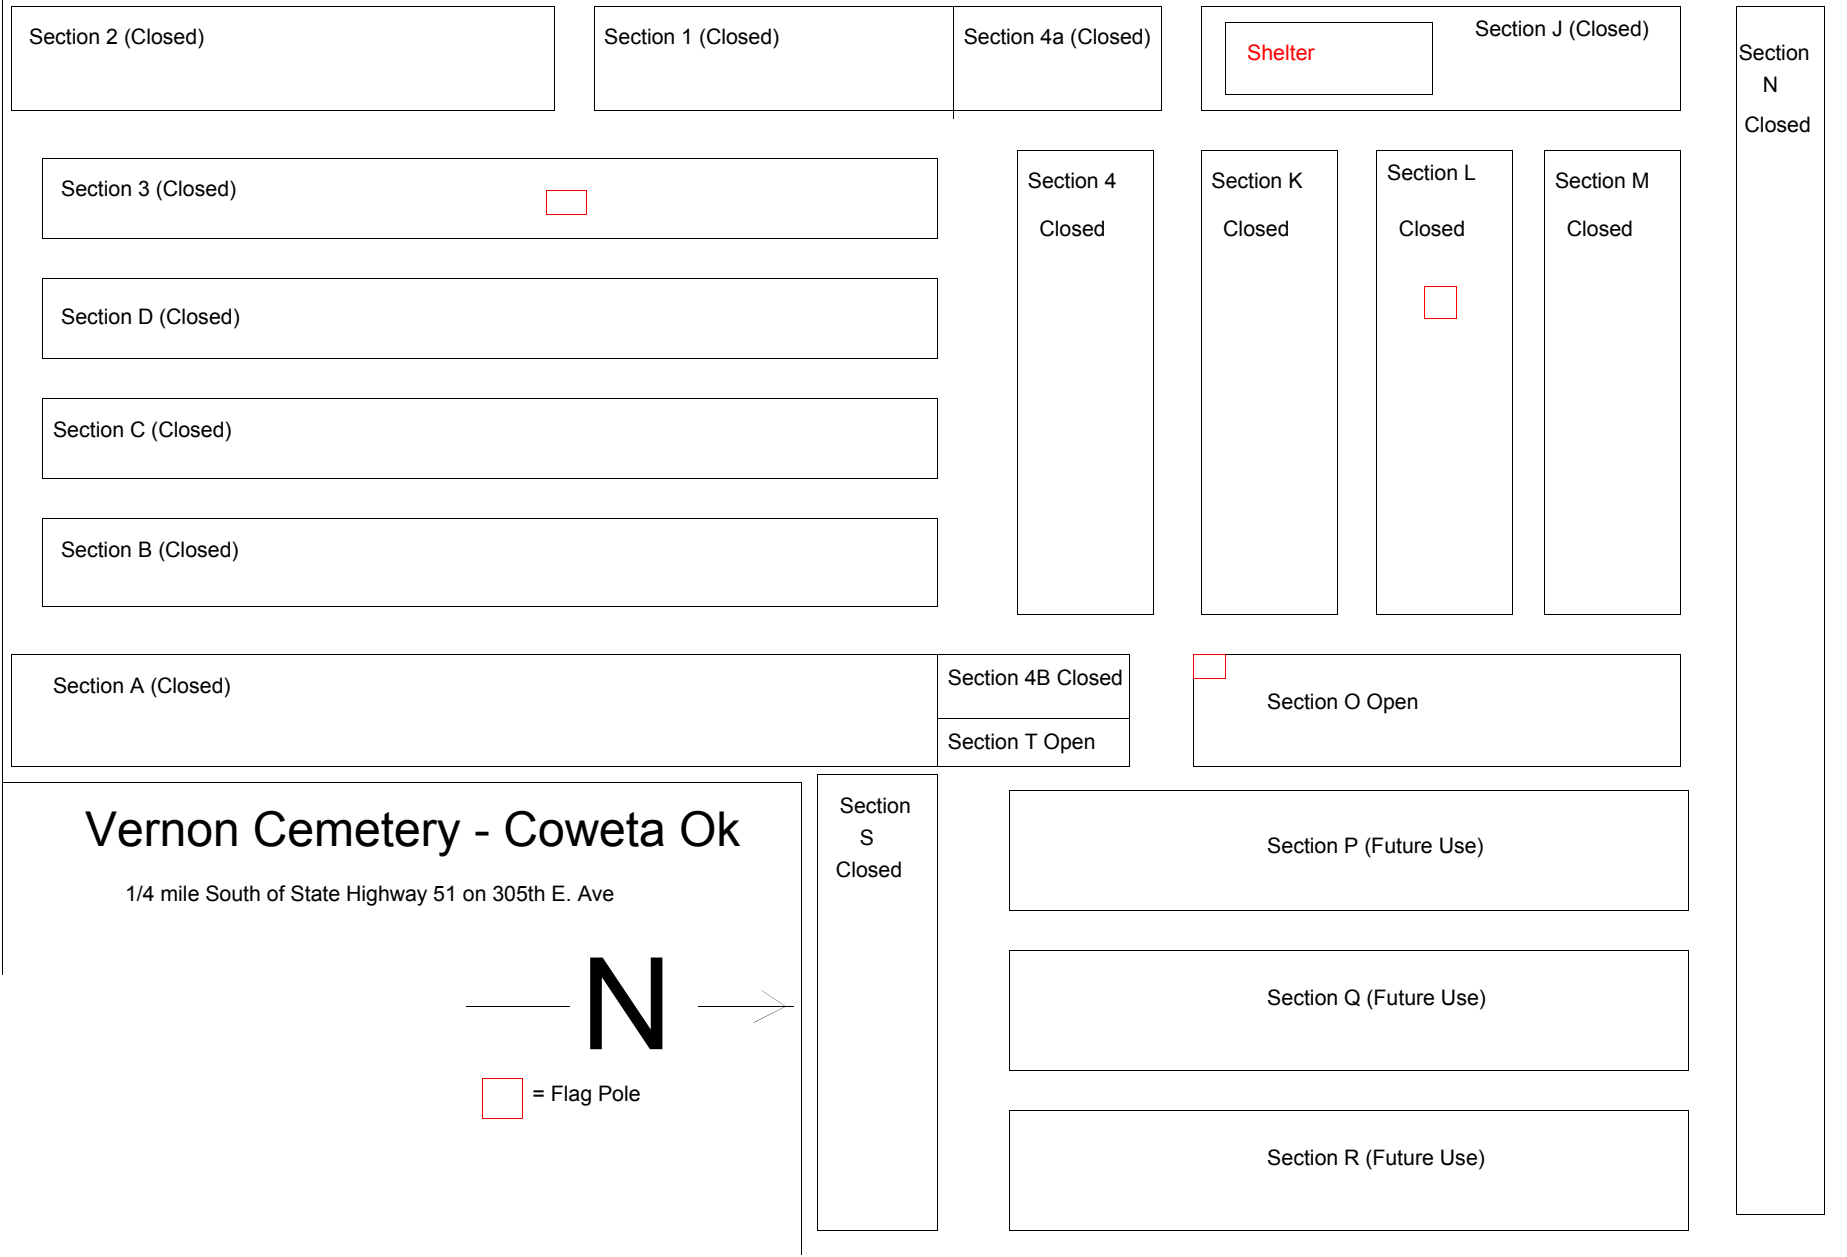 Section 2 (Closed)
Section 1 (Closed)
Section 4a (Closed)
Shelter
Section J (Closed)
Section
N
Closed
Section 3 (Closed)
Section 4
Closed
Section K
Closed
Section L
Closed
Section M
Closed
Section D (Closed)
Section C (Closed)
Section B (Closed)
Section A (Closed)
Section 4B Closed
Section T Open
Section O Open
Vernon Cemetery - Coweta Ok
1/4 mile South of State Highway 51 on 305th E. Ave
N
= Flag Pole
Section
S
Closed
Section P (Future Use)
Section Q (Future Use)
Section R (Future Use)